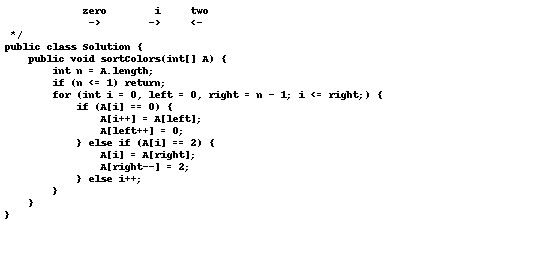 zero        i     two
              ->        ->     <-
 */
public class Solution {
    public void sortColors(int[] A) {
        int n = A.length;
        if (n <= 1) return;
        for (int i = 0, left = 0, right = n - 1; i <= right;) {
            if (A[i] == 0) {
                A[i++] = A[left];
                A[left++] = 0;
            } else if (A[i] == 2) {
                A[i] = A[right];
                A[right--] = 2;
            } else i++;
        }
    }
}